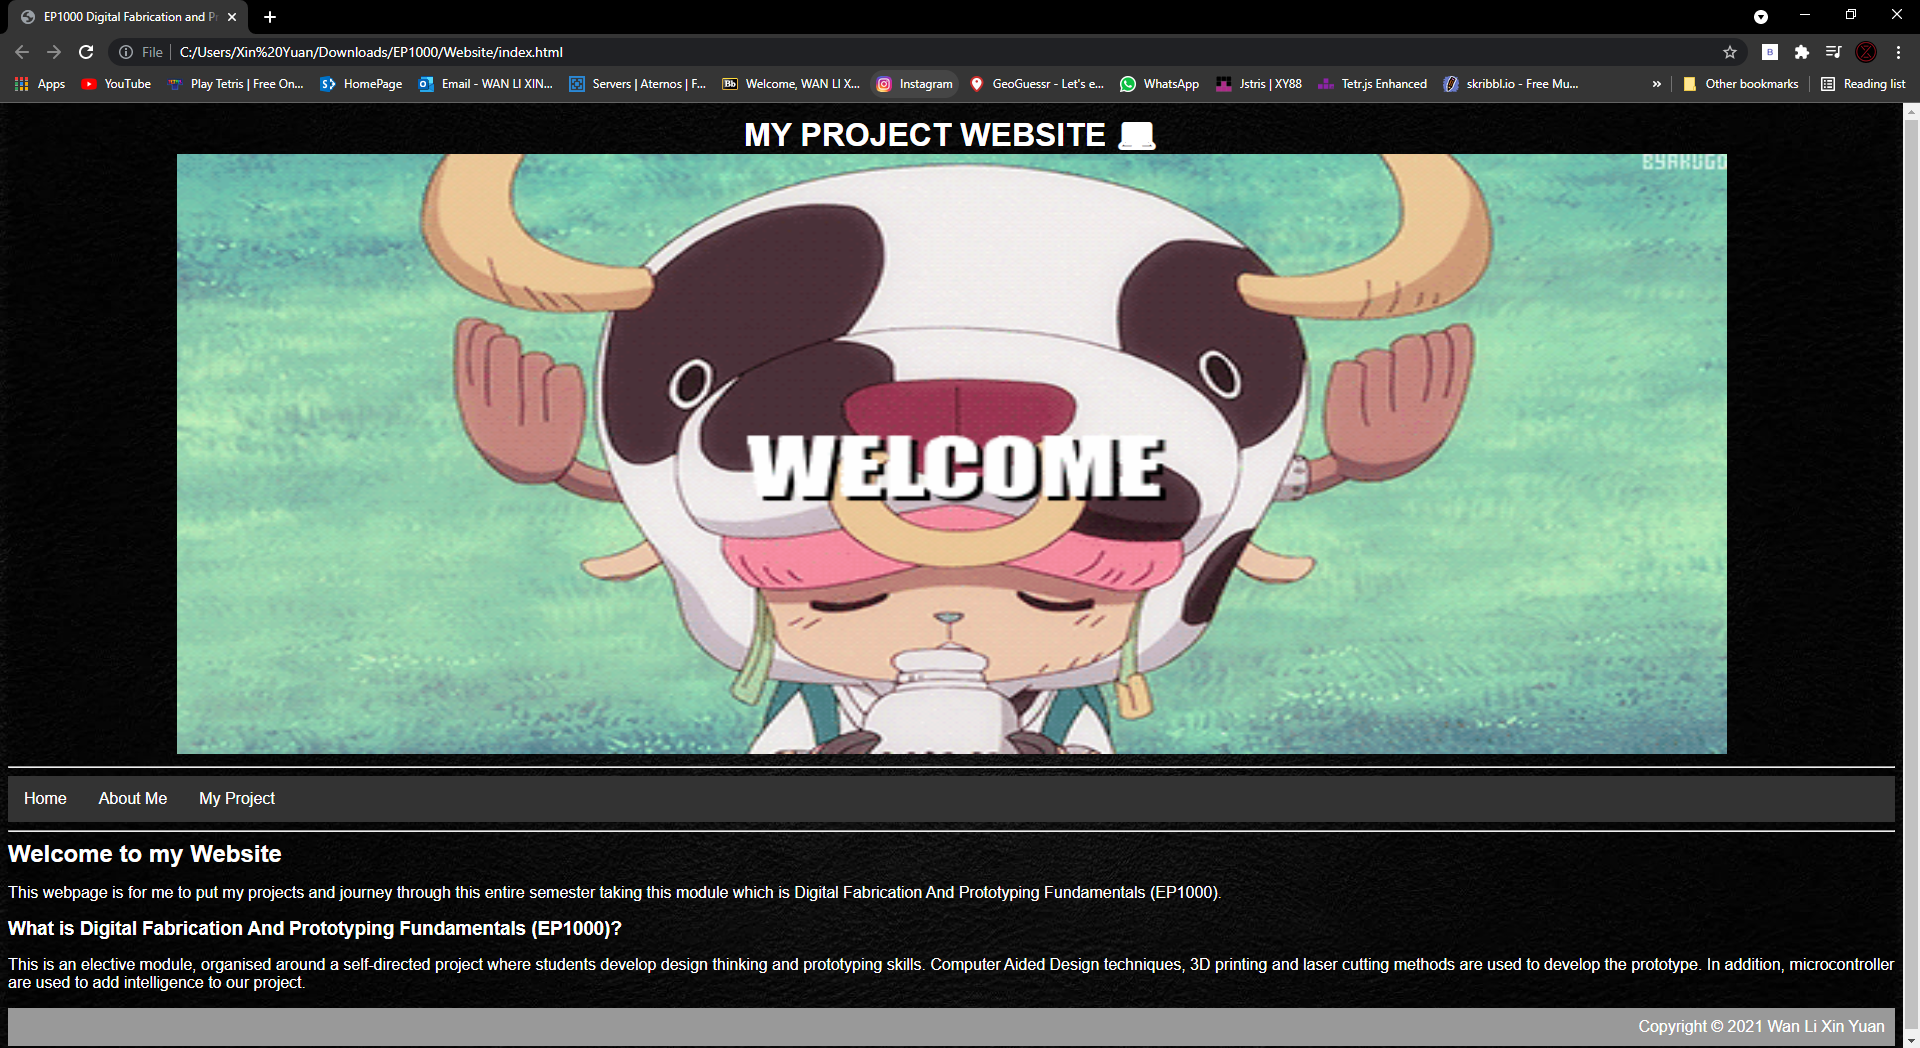 EP1000 Digital Fabrication and Pr
File
C:/Users/Xin%20Yuan/Downloads/EP1000/Website/index.html
Apps YouTube Play Tetris | Free On... HomePage Email - WAN LI XIN... Servers | Aternos | F... Bb Welcome, WAN LI X... Instagram GeoGuessr - Let's e... WhatsApp Jstris | XY88 Tetr.js Enhanced skribbl.io - Free Mu... » Other bookmarks Reading list
MY PROJECT WEBSITE
BYAKUGO
WELCOME
Home About Me My Project
Welcome to my Website
This webpage is for me to put my projects and journey through this entire semester taking this module which is Digital Fabrication And Prototyping Fundamentals (EP1000).
What is Digital Fabrication And Prototyping Fundamentals (EP1000)?
This is an elective module, organised around a self-directed project where students develop design thinking and prototyping skills. Computer Aided Design techniques, 3D printing and laser cutting methods are used to develop the prototype. In addition, microcontroller
are used to add intelligence to our project.
Copyright © 2021 Wan Li Xin Yuan